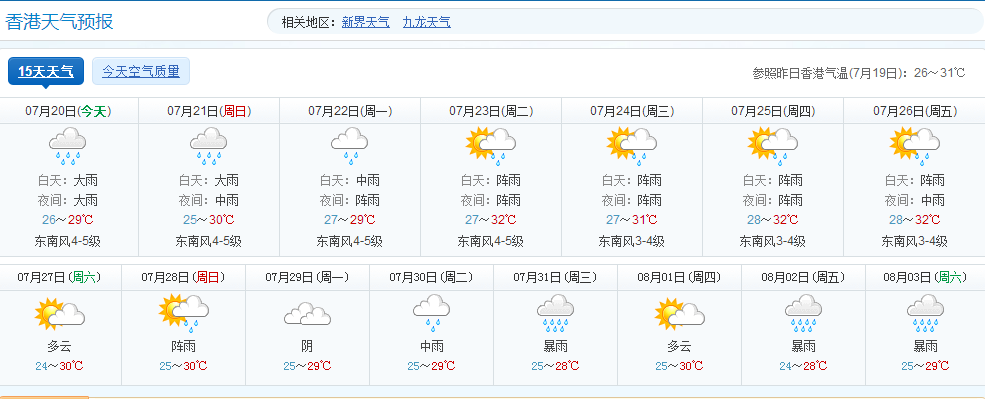 香港天气预报 相关地区：新界天气 九龙天气
15天天气 今天空气质量 参照昨日香港气温(7月19日)：26～31℃
07月20日(今天) 07月21日(周日) 07月22日(周一) 07月23日(周二) 07月24日(周三) 07月25日(周四) 07月26日(周五)
白天：大雨 白天：大雨 白天：中雨 白天：阵雨 白天：阵雨 白天：阵雨 白天：阵雨
夜间：大雨 夜间：中雨 夜间：阵雨 夜间：阵雨 夜间：阵雨 夜间：阵雨 夜间：中雨
26～29℃ 25～30℃ 27～29℃ 27～32℃ 27～31℃ 28～32℃ 28～32℃
东南风4-5级 东南风4-5级 东南风4-5级 东南风4-5级 东南风3-4级 东南风3-4级 东南风3-4级
07月27日(周六) 07月28日(周日) 07月29日(周一) 07月30日(周二) 07月31日(周三) 08月01日(周四) 08月02日(周五) 08月03日(周六)
多云 阵雨 阴 中雨 暴雨 多云 暴雨 暴雨
24～30℃ 25～30℃ 25～29℃ 25～29℃ 25～28℃ 25～30℃ 24～28℃ 25～29℃